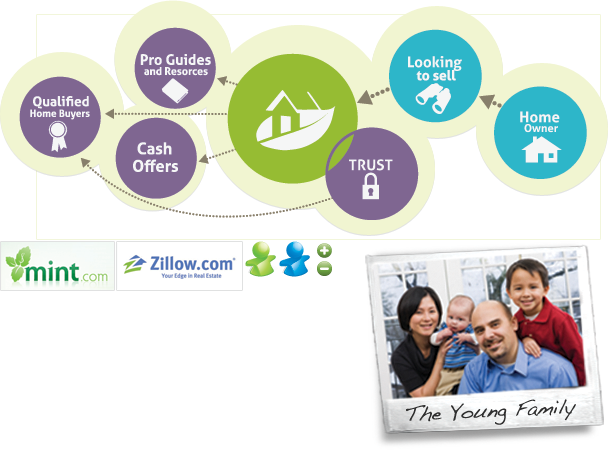 Pro Guides
and Resorces
Looking
to sell
Qualified
Home Buyers
Home
Owner
Cash
Offers
TRUST
mint.com
Zillow.com®
Your Edge in Real Estate
The Young Family